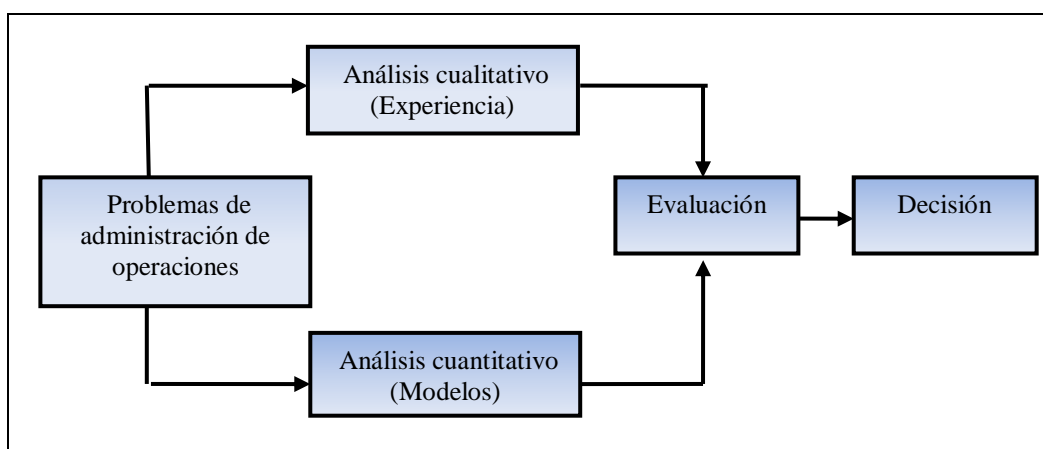 Análisis cualitativo
(Experiencia)
Problemas de
administración de
operaciones
Evaluación
Decisión
Análisis cuantitativo
(Modelos)